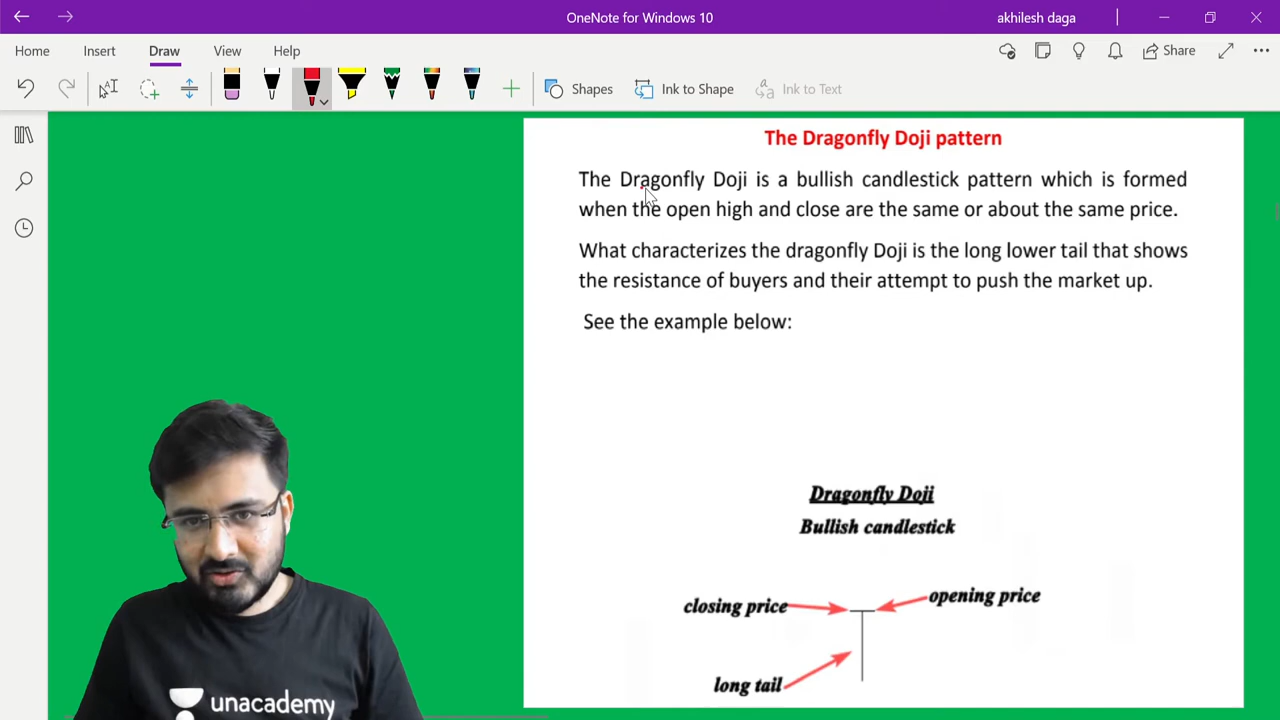 OneNote for Windows 10
akhilesh daga
Home Insert Draw View Help
Share
Shapes Ink to Shape Ink to Text
The Dragonfly Doji pattern
The Dragonfly Doji is a bullish candlestick pattern which is formed
when the open high and close are the same or about the same price.
What characterizes the dragonfly Doji is the long lower tail that shows
the resistance of buyers and their attempt to push the market up.
See the example below:
Dragonfly Doji
Bullish candlestick
closing price
opening price
long tail
unacademy